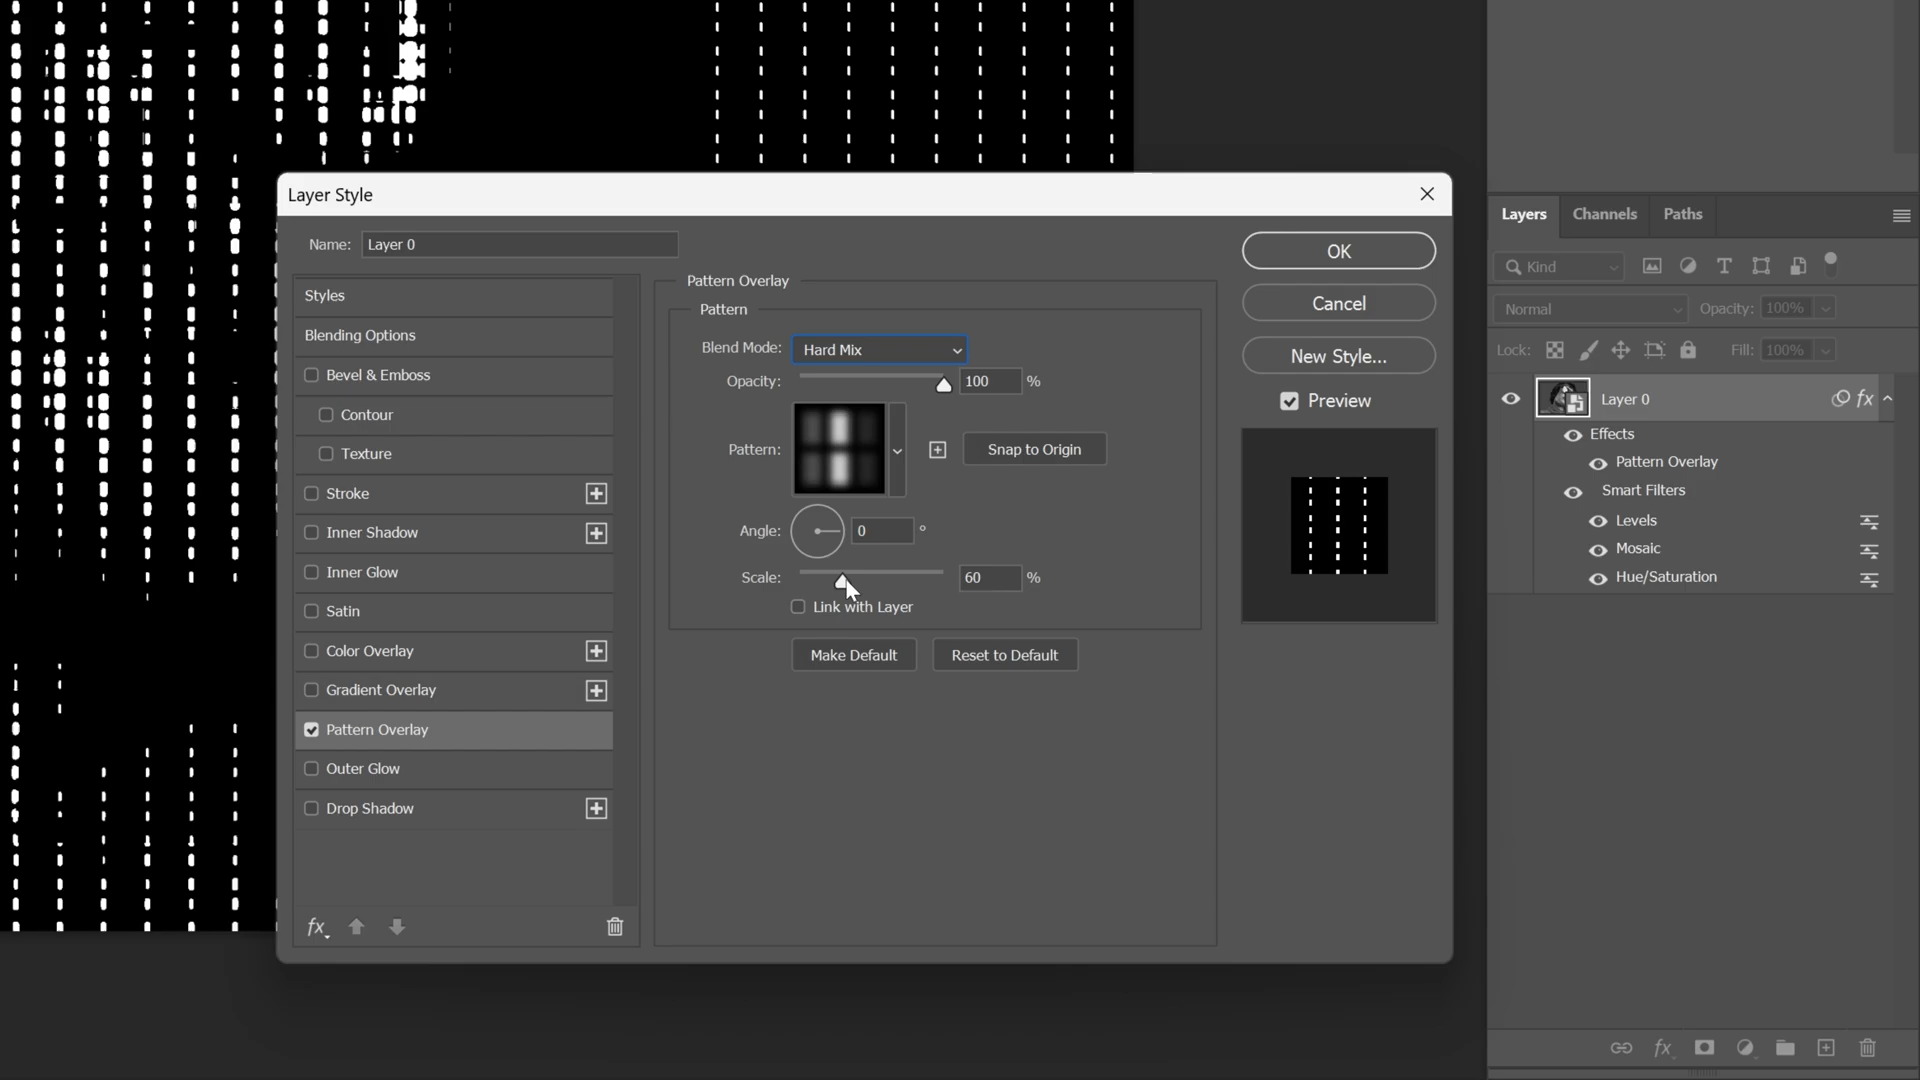 Layer Style
Name: Layer 0
Styles
Blending Options
Bevel & Emboss
Contour
Texture
Stroke
Inner Shadow
Inner Glow
Satin
Color Overlay
Gradient Overlay
Pattern Overlay
Outer Glow
Drop Shadow
fx
Pattern Overlay
Pattern
Blend Mode: Hard Mix
Opacity: 100 %
Pattern: Snap to Origin
Angle: 0 °
Scale: 60 %
Link with Layer
Make Default Reset to Default
OK
Cancel
New Style...
Preview
Layers Channels Paths
Kind
Normal Opacity: 100%
Lock: Fill: 100%
Layer 0 fx
Effects
Pattern Overlay
Smart Filters
Levels
Mosaic
Hue/Saturation
fx